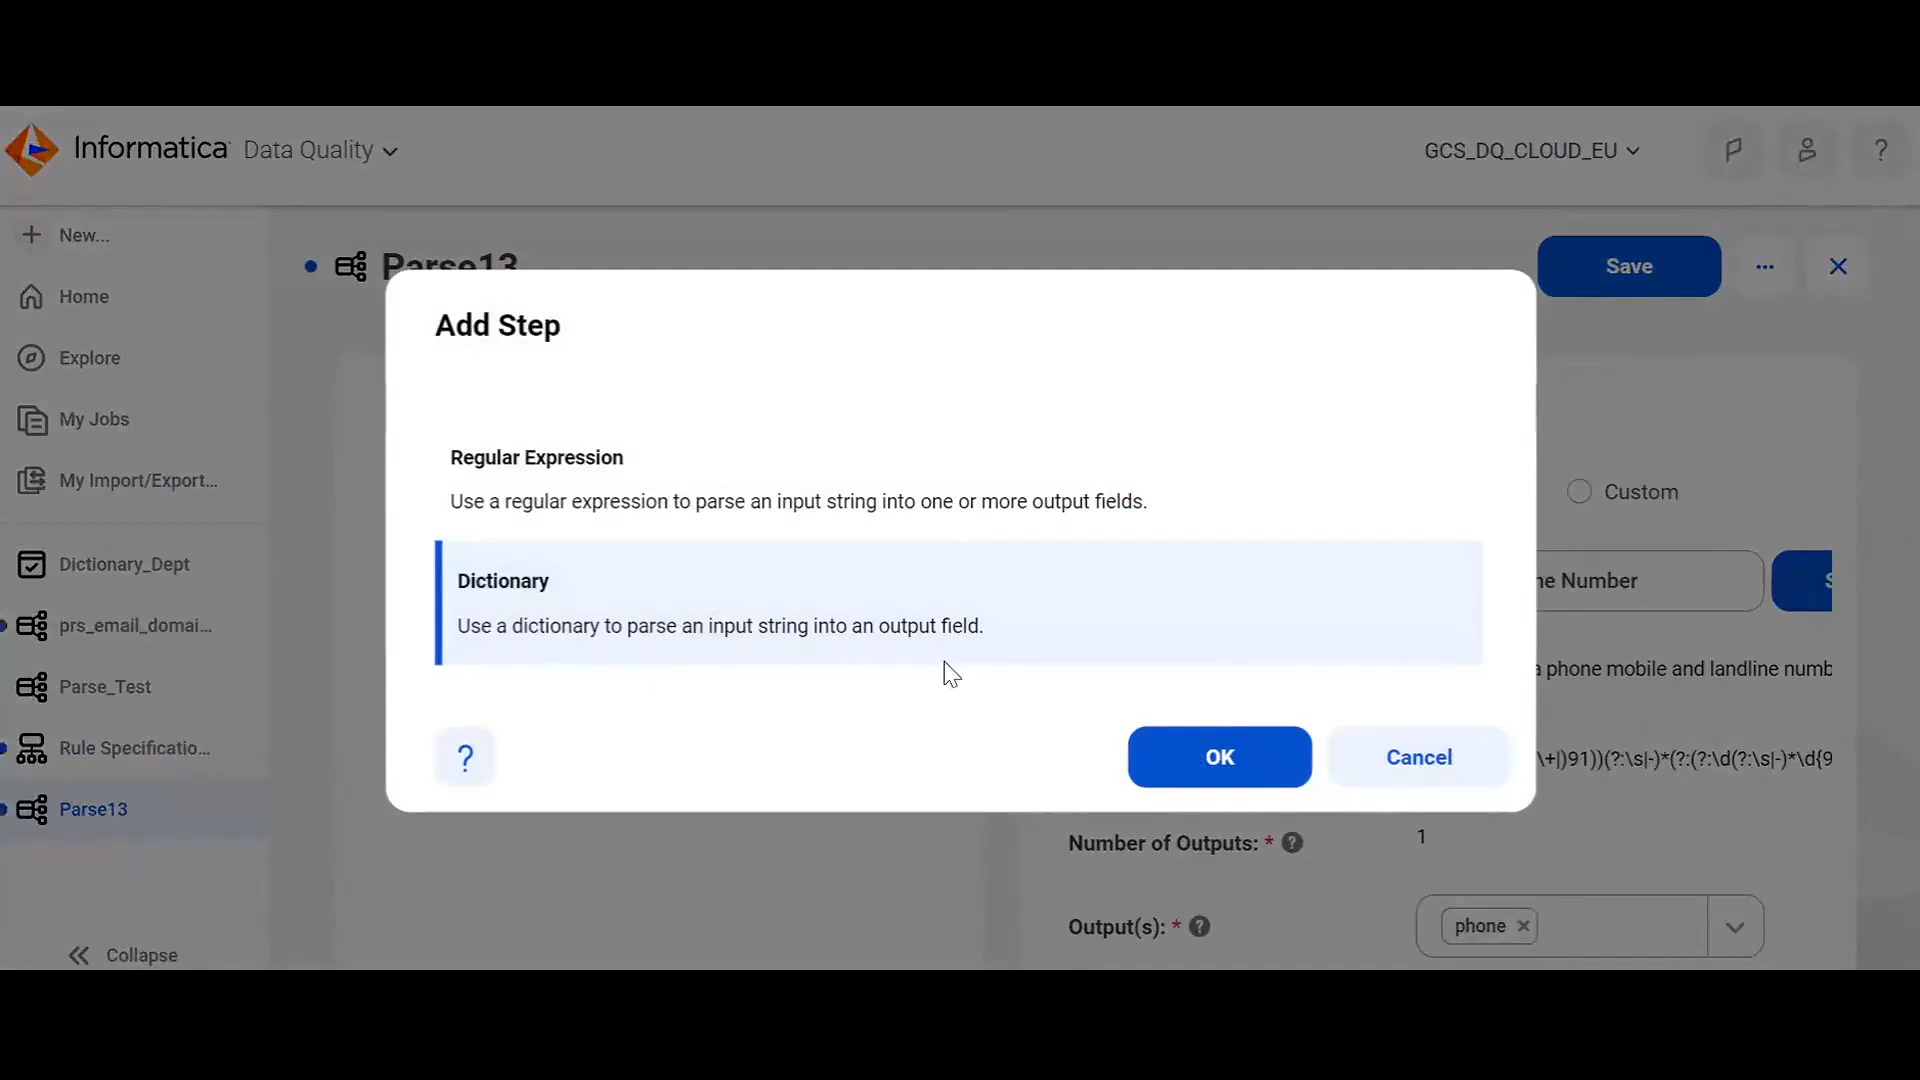 Informatica Data Quality
GCS_DQ_CLOUD_EU
?
New...
Home
Explore
My Jobs
My Import/Export...
Dictionary_Dept
prs_email_domai...
Parse_Test
Rule Specificatio...
Parse13
Collapse
Parse13
Save
Add Step
Regular Expression
Use a regular expression to parse an input string into one or more output fields.
Dictionary
Use a dictionary to parse an input string into an output field.
?
OK
Cancel
Custom
Number
phone mobile and landline numb
\+|)91))(?:\s|-)*(?:(?:\d(?:\s|-)*\d{9
Number of Outputs: * ?
1
Output(s): * ?
phone